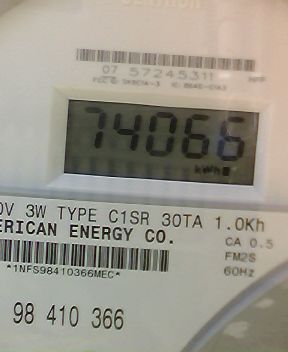 07 57245311
74066
kWh
0V 3W TYPE C1SR 30TA 1.0Kh
ERICAN ENERGY CO.
CA 0.5
FM2S
*1NFS98410366MEC*
60Hz
98 410 366